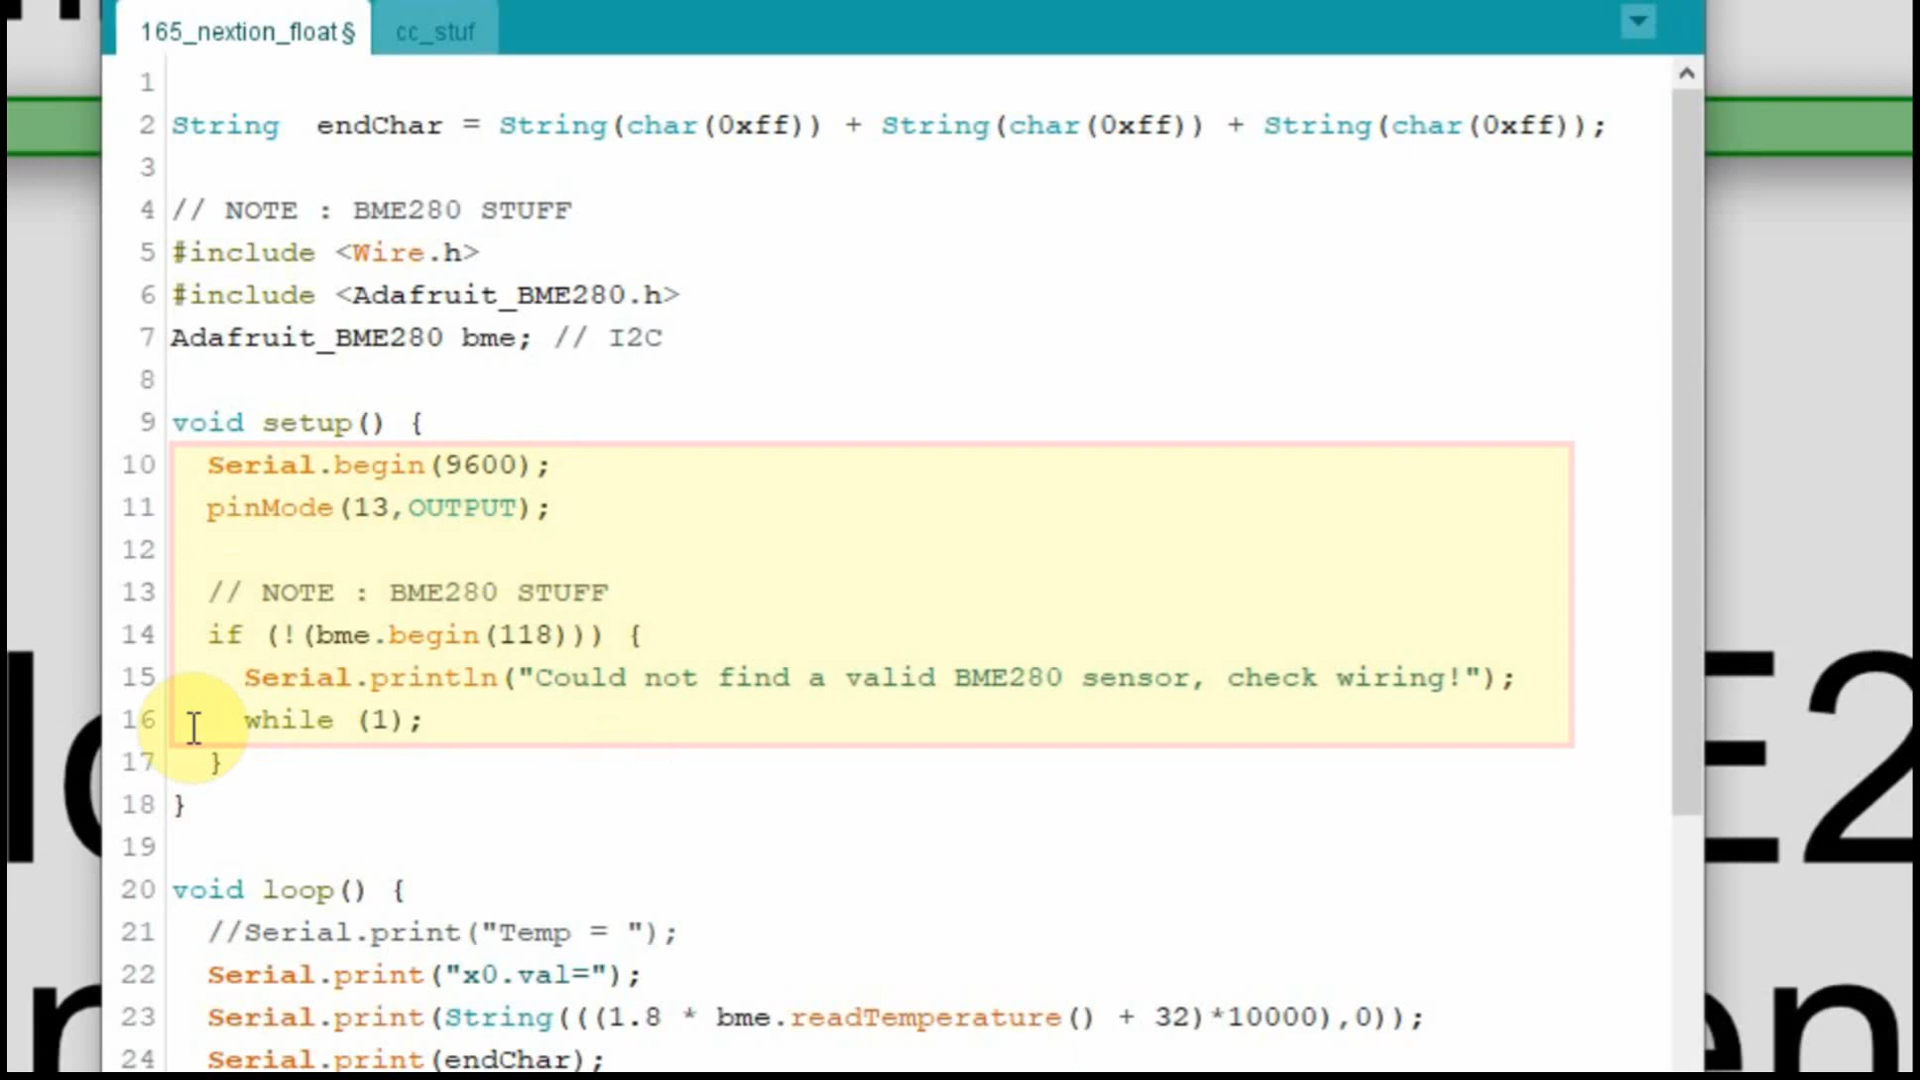 165_nextion_float§ cc_stuf
1
2 String  endChar = String(char(0xff)) + String(char(0xff)) + String(char(0xff));
3
4 // NOTE : BME280 STUFF
5 #include <Wire.h>
6 #include <Adafruit_BME280.h>
7 Adafruit_BME280 bme; // I2C
8
9 void setup() {
10   Serial.begin(9600);
11   pinMode(13,OUTPUT);
12
13   // NOTE : BME280 STUFF
14   if (!(bme.begin(118))) {
15     Serial.println("Could not find a valid BME280 sensor, check wiring!");
16     while (1);
17   }
18 }
19
20 void loop() {
21   //Serial.print("Temp = ");
22   Serial.print("x0.val=");
23   Serial.print(String(((1.8 * bme.readTemperature() + 32)*10000),0));
24   Serial.print(endChar);